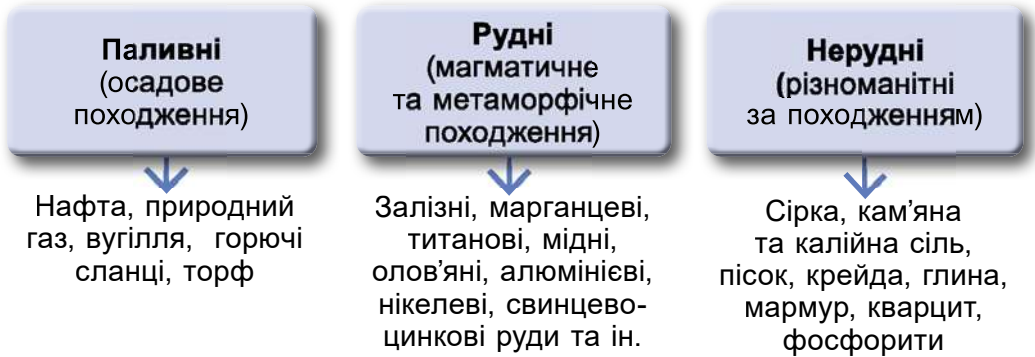 Паливні
(осадове
походження)
Нафта, природний
газ, вугілля, горючі
сланці, торф
Рудні
(магматичне
та метаморфічне
походження)
Залізні, марганцеві,
титанові, мідні,
олов’яні, алюмінієві,
нікелеві, свинцево-
цинкові руди та ін.
Нерудні
(різноманітні
за походженням)
Сірка, кам’яна
та калійна сіль,
пісок, крейда, глина,
мармур, кварцит,
фосфорити